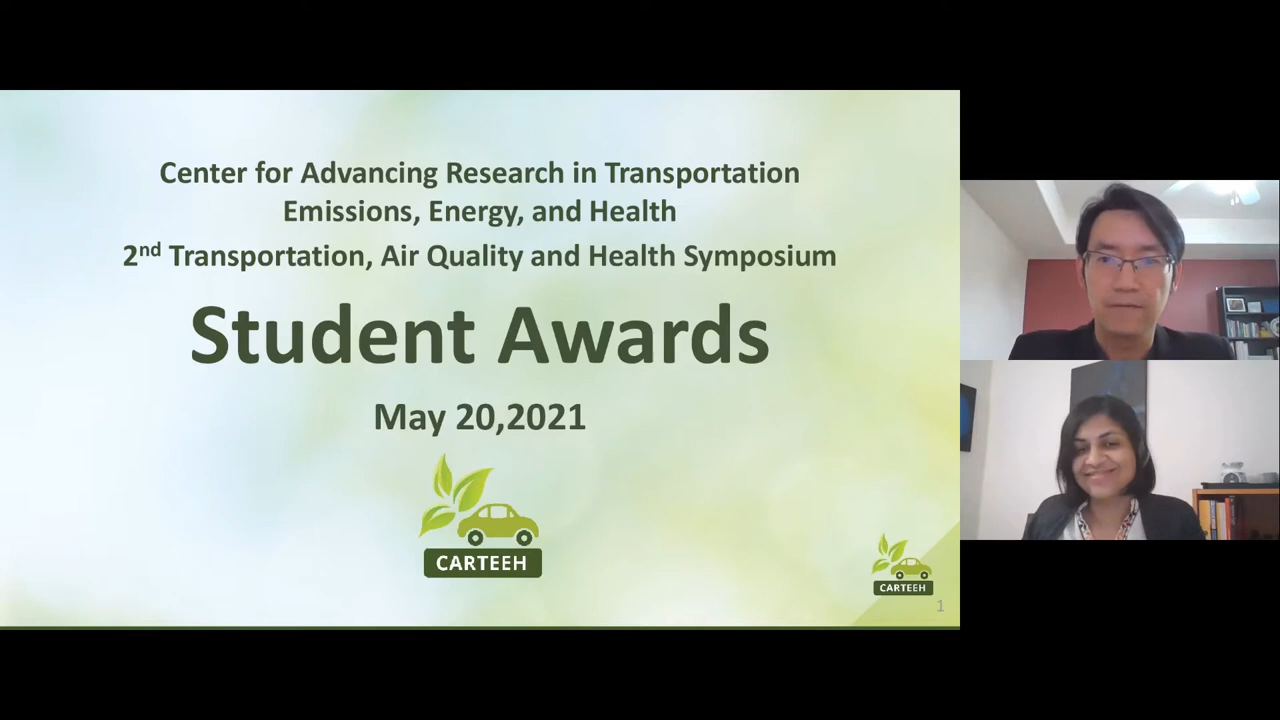 Center for Advancing Research in Transportation
Emissions, Energy, and Health
2nd Transportation, Air Quality and Health Symposium
Student Awards
May 20,2021
CARTEEH
CARTEEH
1